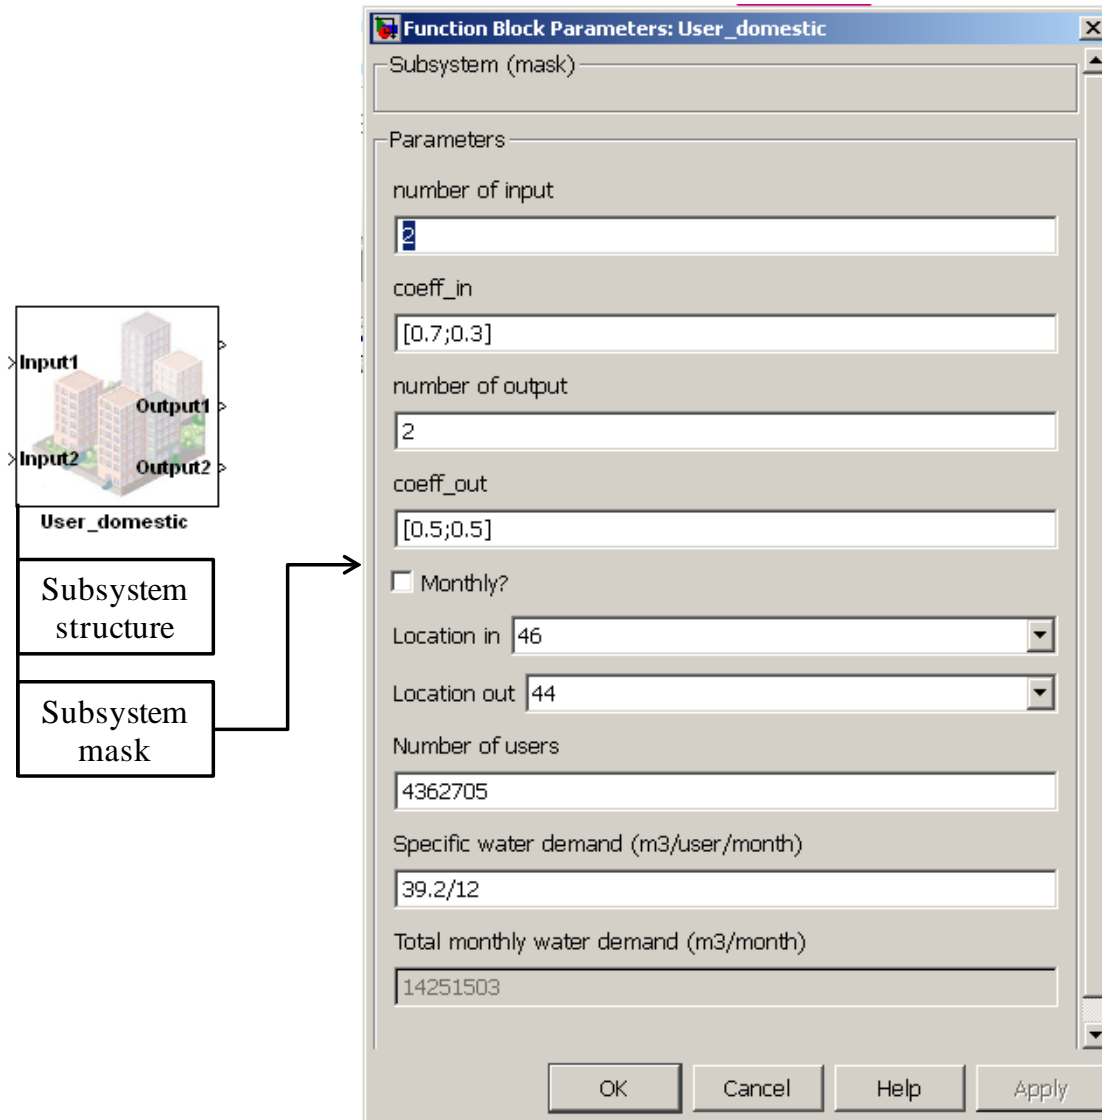 Function Block Parameters: User_domestic
Subsystem (mask)
Parameters
number of input
2
coeff_in
[0.7;0.3]
number of output
2
coeff_out
[0.5;0.5]
Monthly?
Location in 46
Location out 44
Number of users
4362705
Specific water demand (m3/user/month)
39.2/12
Total monthly water demand (m3/month)
14251503
OK Cancel Help Apply
Input1
Output1
Input2 Output2
User_domestic
Subsystem
structure
Subsystem
mask